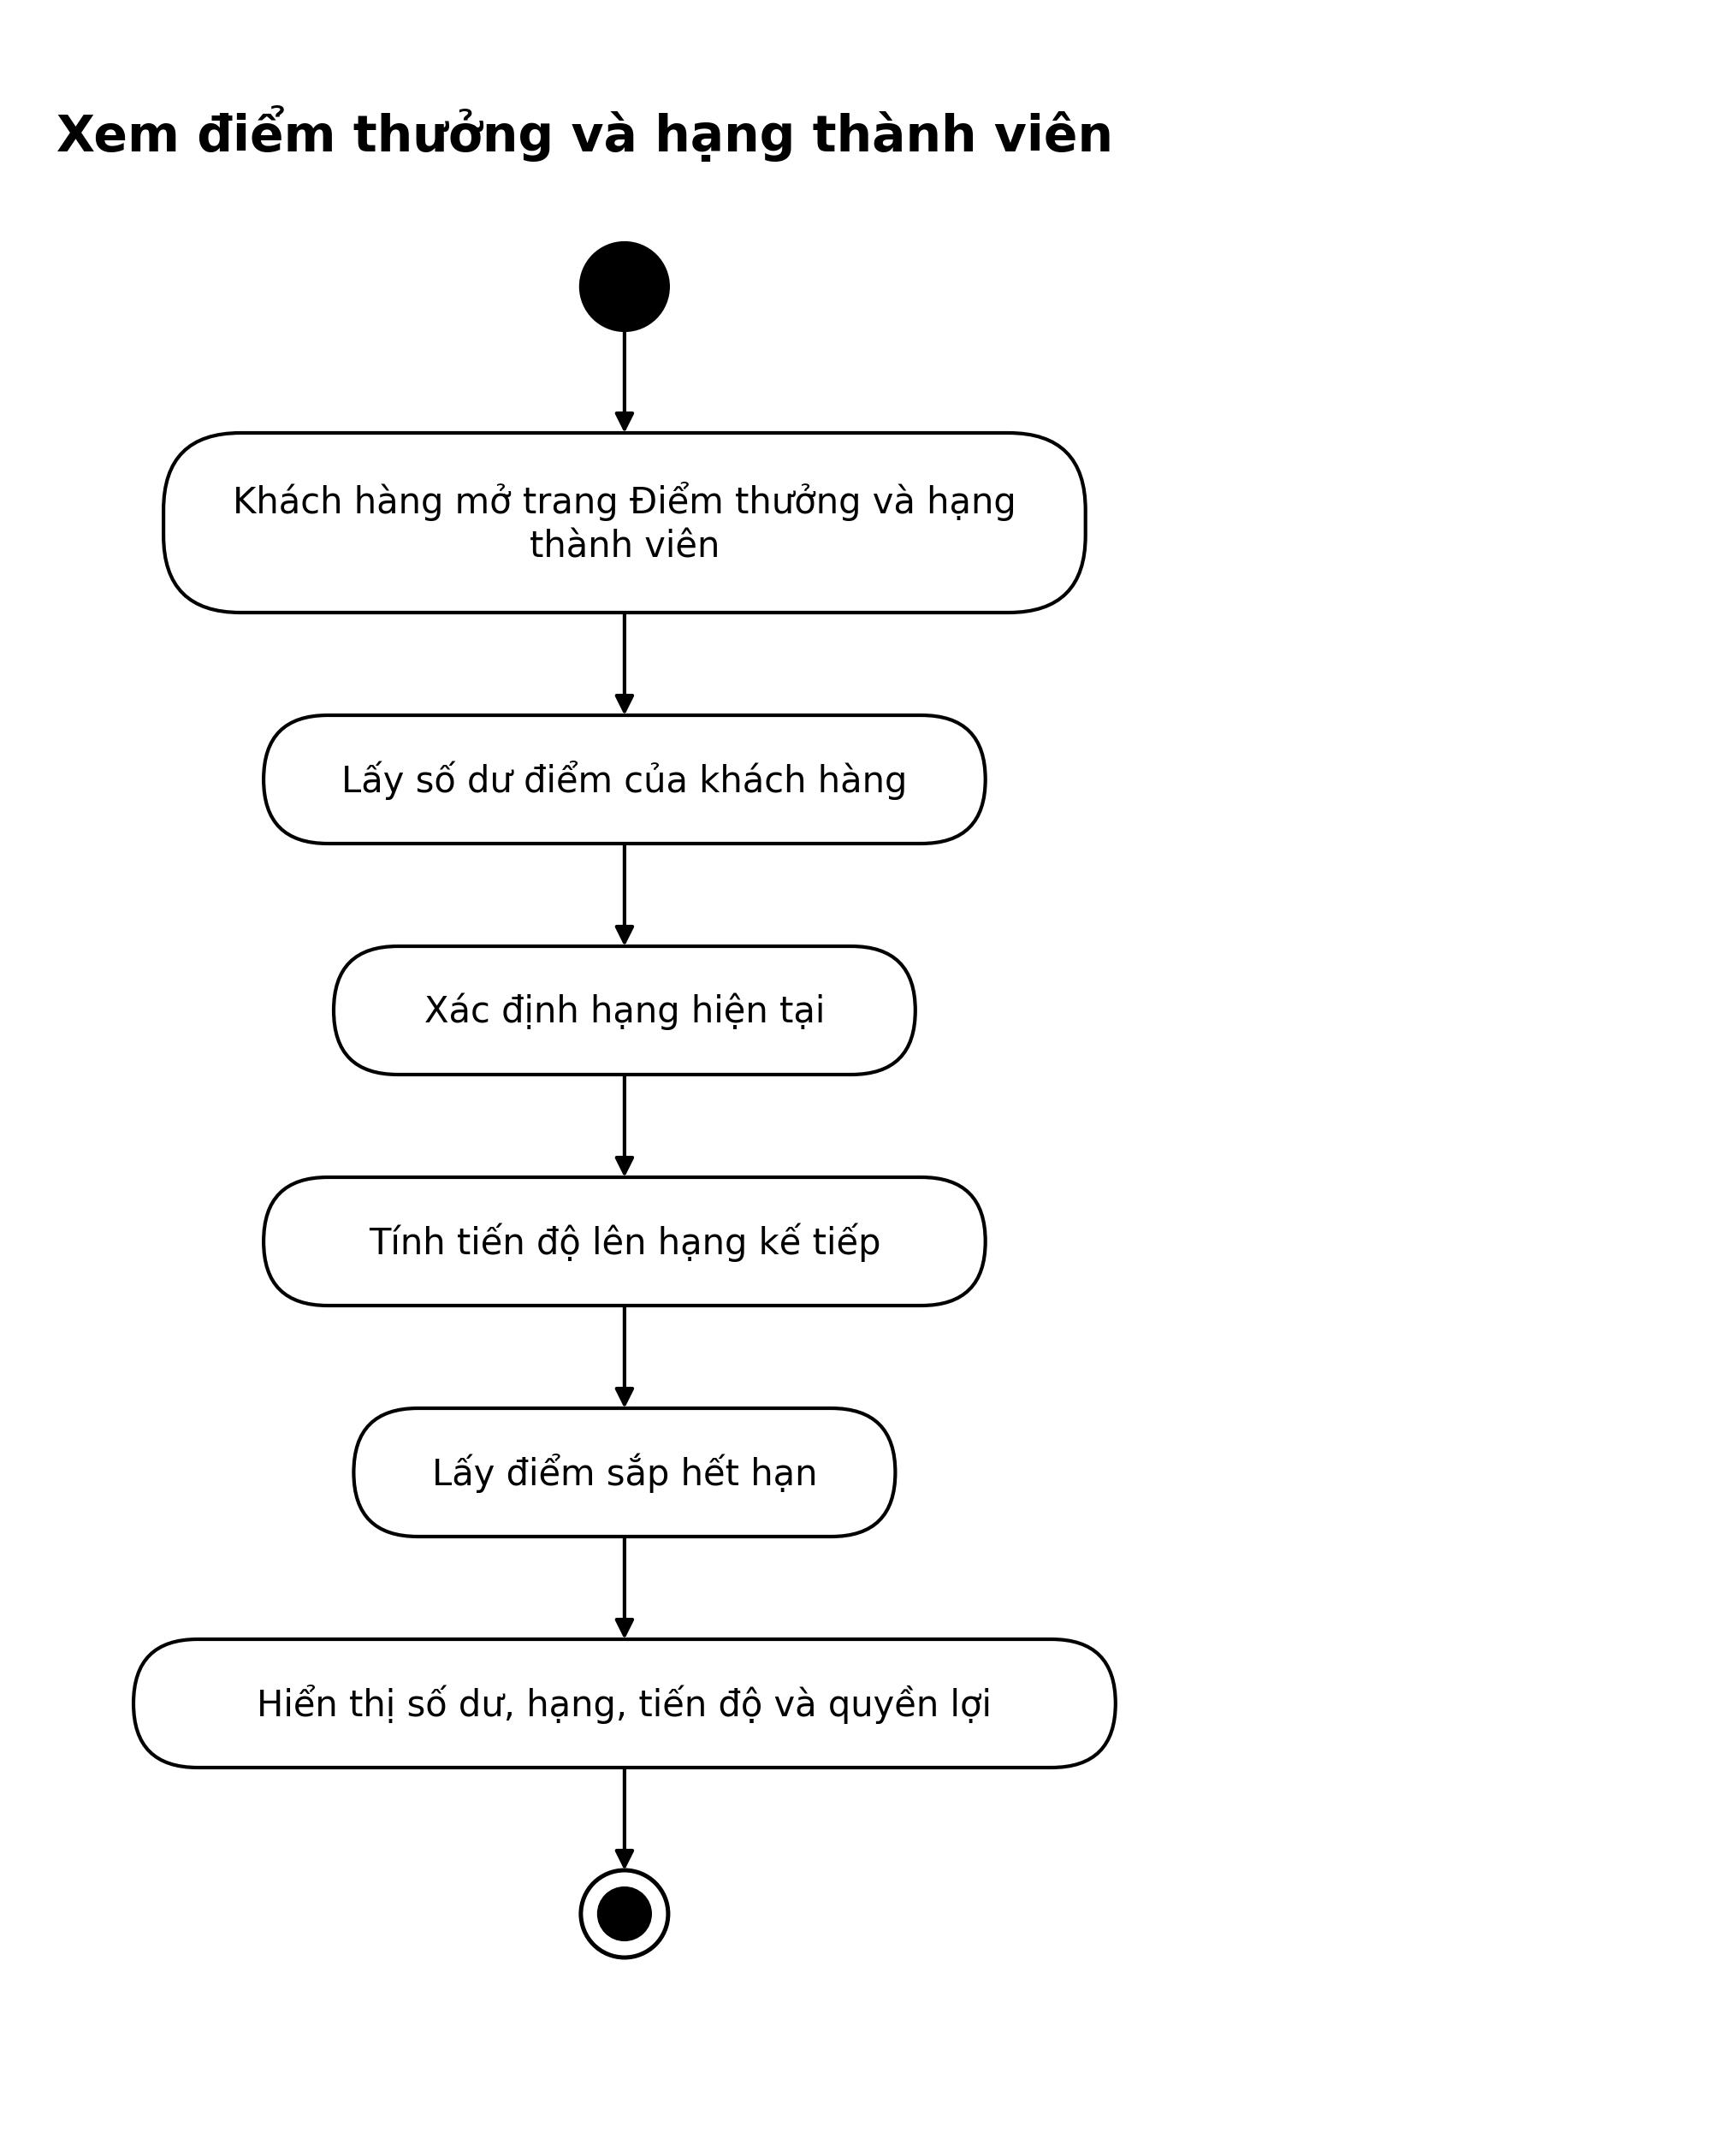 Xem điểm thưởng và hạng thành viên
Khách hàng mở trang Điểm thưởng và hạng
thành viên
Lấy số dư điểm của khách hàng
Xác định hạng hiện tại
Tính tiến độ lên hạng kế tiếp
Lấy điểm sắp hết hạn
Hiển thị số dư, hạng, tiến độ và quyền lợi